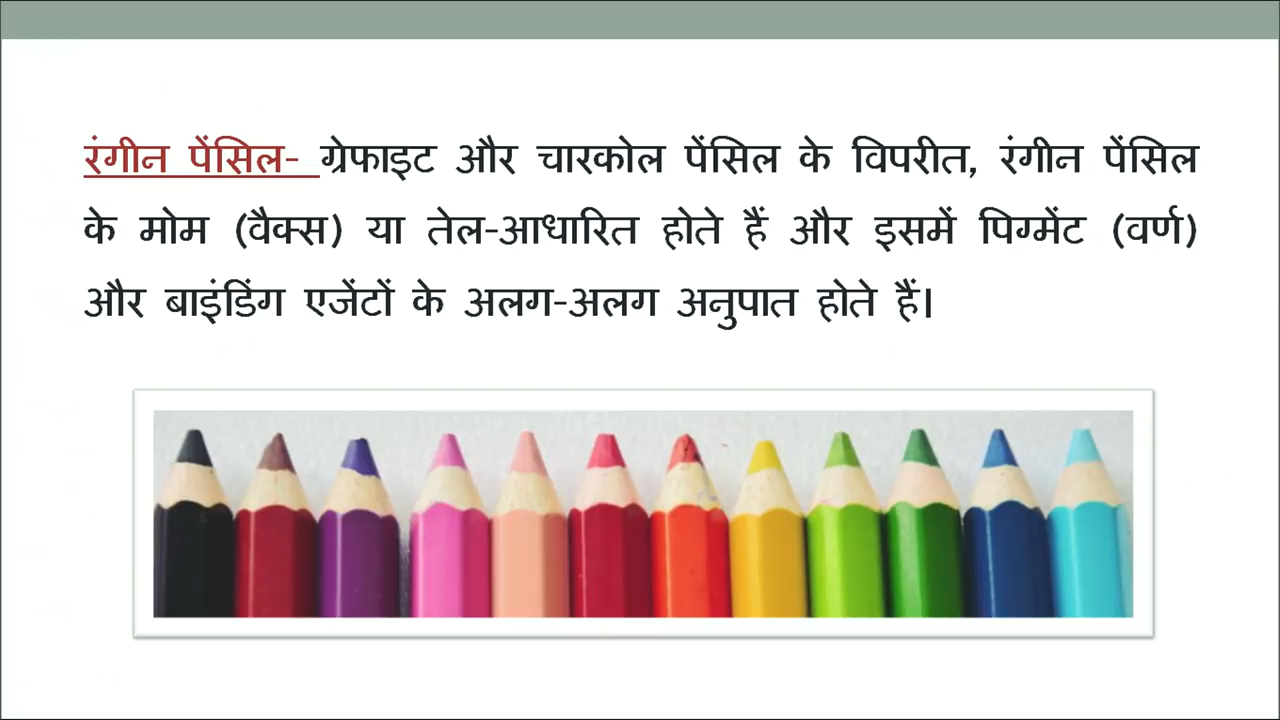 रंगीन पेंसिल- ग्रेफाइट और चारकोल पेंसिल के विपरीत, रंगीन पेंसिल
के मोम (वैक्स) या तेल-आधारित होते हैं और इसमें पिग्मेंट (वर्ण)
और बाइंडिंग एजेंटों के अलग-अलग अनुपात होते हैं।